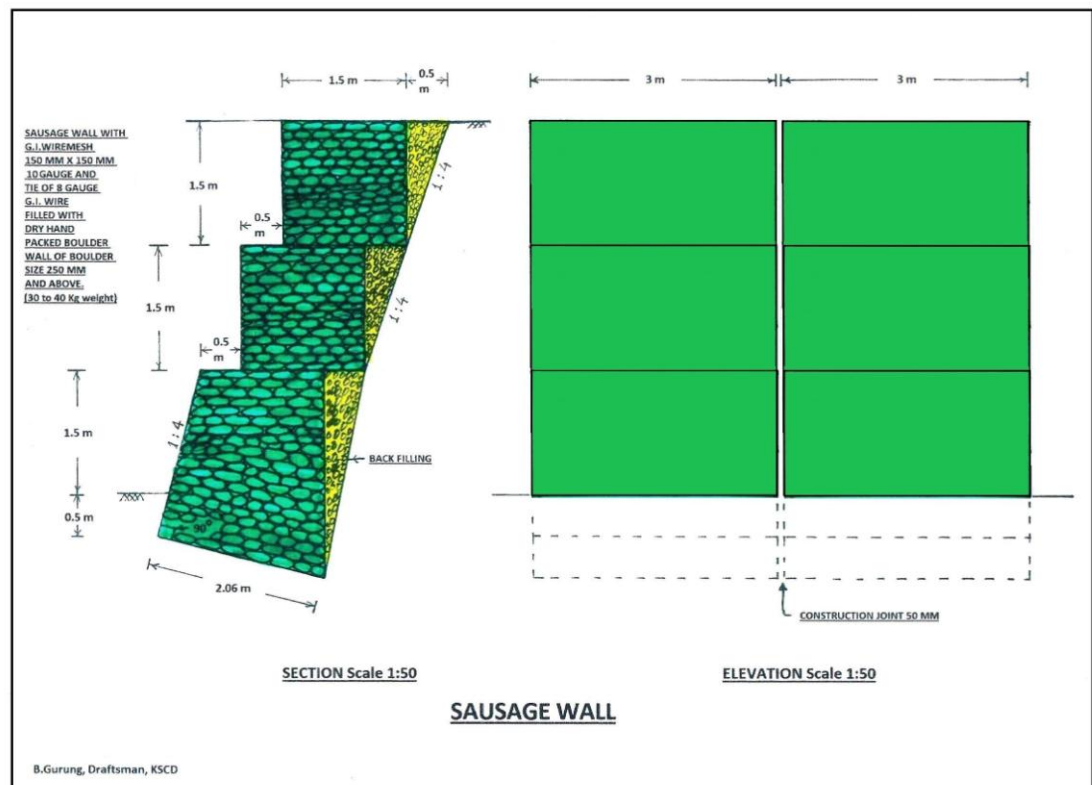 1.5 m
0.5
m
3 m
3 m
SAUSAGE WALL WITH
G.I.WIREMESH
150 MM X 150 MM
10 GAUGE AND
TIE OF 8 GAUGE
G.I. WIRE
FILLED WITH
DRY HAND
PACKED BOULDER
WALL OF BOULDER
SIZE 250 MM
AND ABOVE.
(30 to 40 Kg weight)
1.5 m
1:4
0.5
m
1.5 m
1:4
0.5
m
1.5 m
1:4
BACK FILLING
0.5 m
90°
2.06 m
CONSTRUCTION JOINT 50 MM
SECTION Scale 1:50
ELEVATION Scale 1:50
SAUSAGE WALL
B.Gurung, Draftsman, KSCD